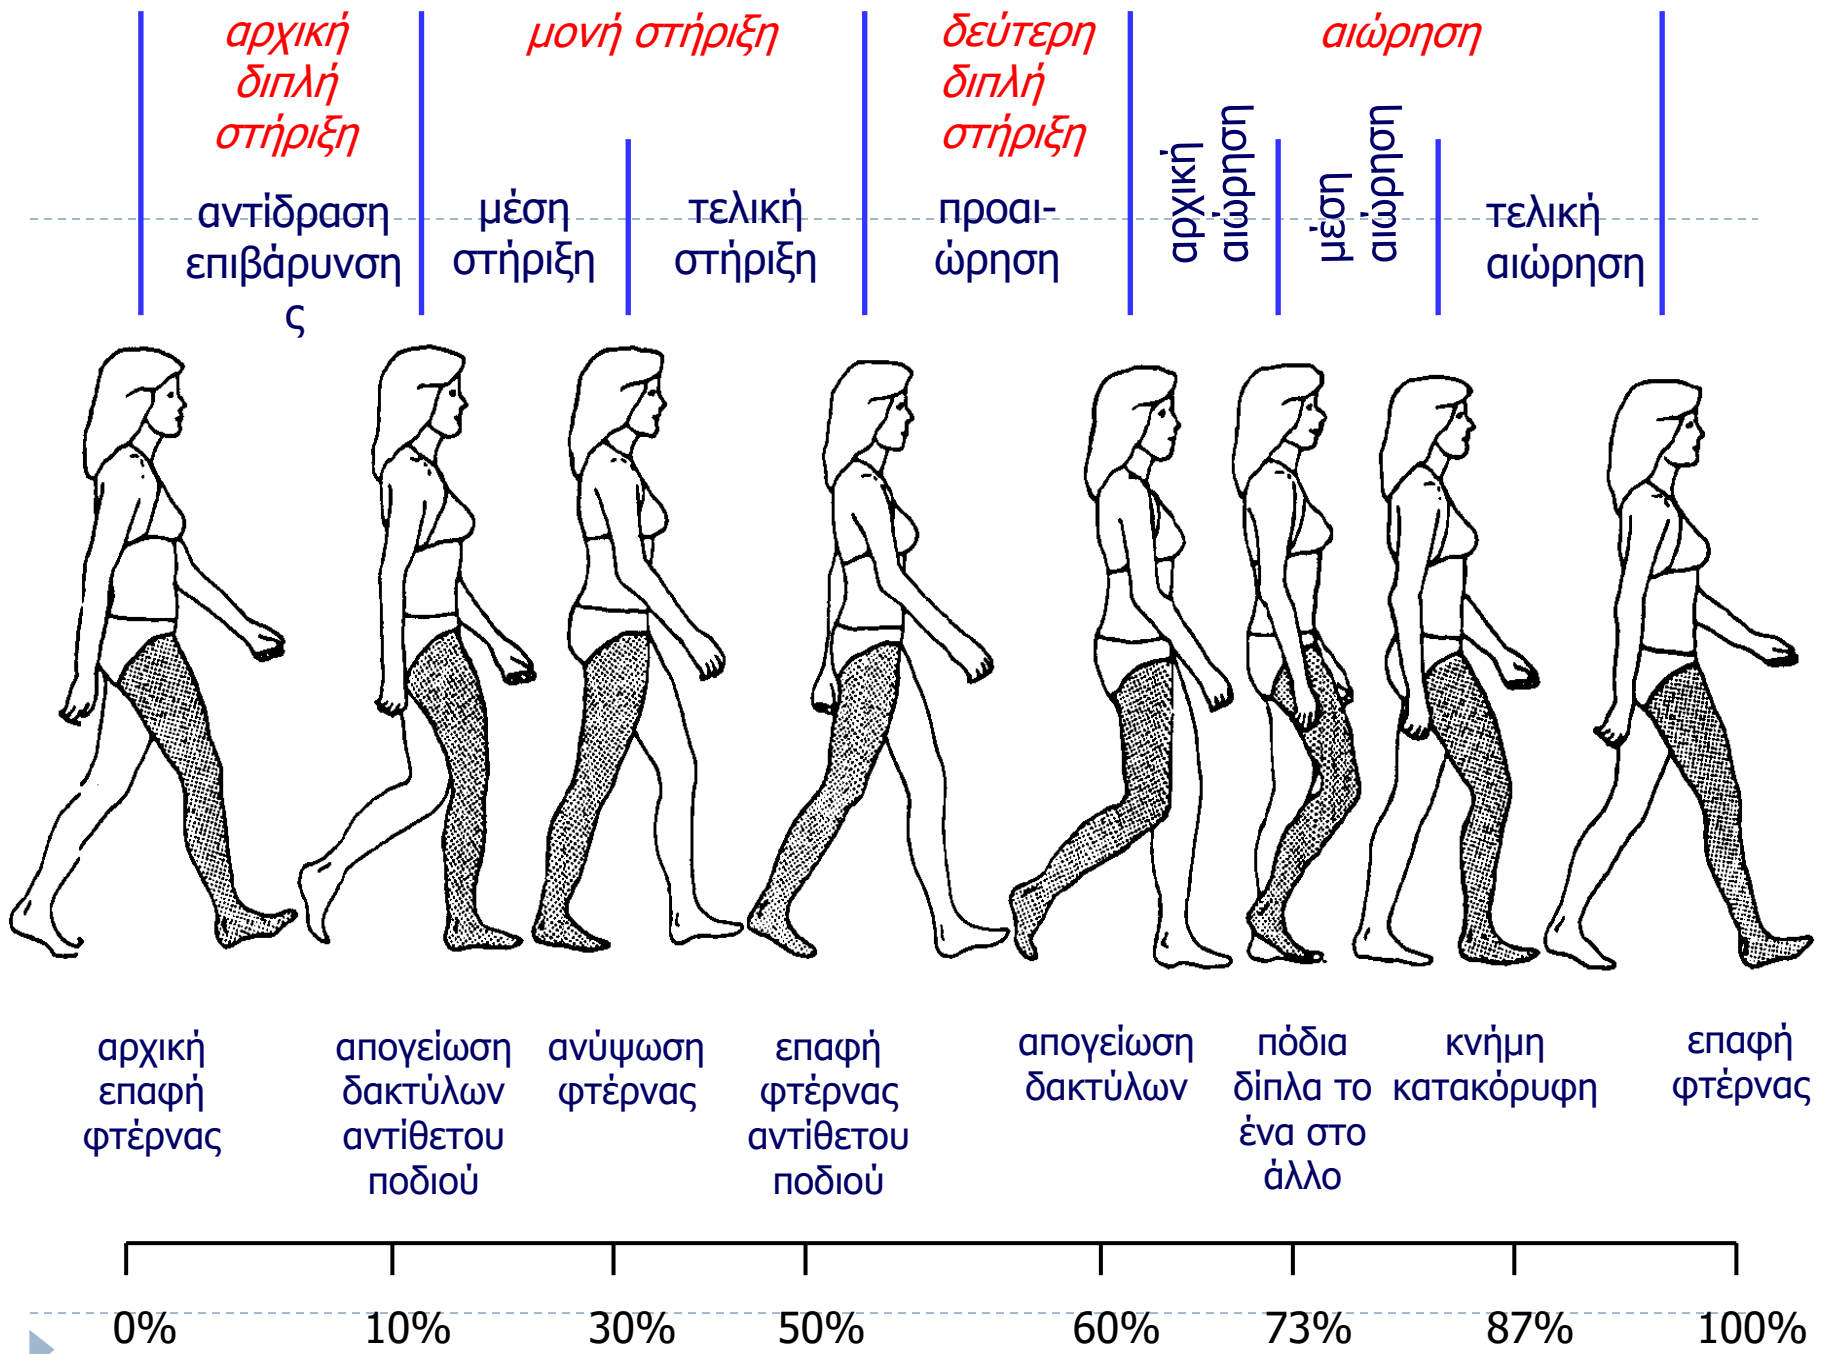 αρχική
διπλή
στήριξη
μονή στήριξη
δεύτερη
διπλή
στήριξη
αιώρηση
αντίδραση
επιβάρυνση
ς
μέση
στήριξη
τελική
στήριξη
προαι-
ώρηση
αρχική
αιώρηση
μέση
αιώρηση
τελική
αιώρηση
αρχική
επαφή
φτέρνας
απογείωση
δακτύλων
αντίθετου
ποδιού
ανύψωση
φτέρνας
επαφή
φτέρνας
αντίθετου
ποδιού
απογείωση
δακτύλων
πόδια
δίπλα το
ένα στο
άλλο
κνήμη
κατακόρυφη
επαφή
φτέρνας
0% 10% 30% 50% 60% 73% 87% 100%